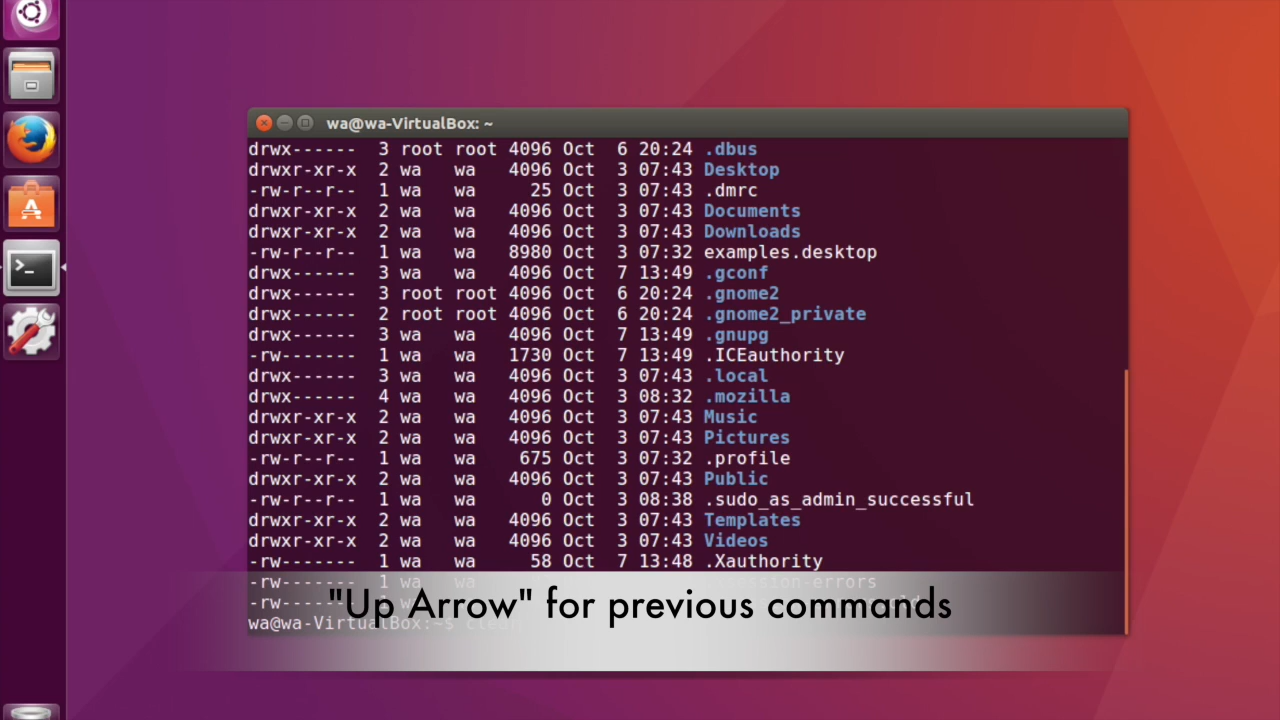 wa@wa-VirtualBox: ~
drwx------  3 root root 4096 Oct  6 20:24 .dbus
drwxr-xr-x  2 wa   wa   4096 Oct  3 07:43 Desktop
-rw-r--r--  1 wa   wa     25 Oct  3 07:43 .dmrc
drwxr-xr-x  2 wa   wa   4096 Oct  3 07:43 Documents
drwxr-xr-x  2 wa   wa   4096 Oct  3 07:43 Downloads
-rw-r--r--  1 wa   wa   8980 Oct  3 07:32 examples.desktop
drwx------  3 wa   wa   4096 Oct  7 13:49 .gconf
drwx------  3 root root 4096 Oct  6 20:24 .gnome2
drwx------  2 root root 4096 Oct  6 20:24 .gnome2_private
drwx------  3 wa   wa   4096 Oct  7 13:49 .gnupg
-rw-------  1 wa   wa   1730 Oct  7 13:49 .ICEauthority
drwx------  3 wa   wa   4096 Oct  3 07:43 .local
drwx------  4 wa   wa   4096 Oct  3 08:32 .mozilla
drwxr-xr-x  2 wa   wa   4096 Oct  3 07:43 Music
drwxr-xr-x  2 wa   wa   4096 Oct  3 07:43 Pictures
-rw-r--r--  1 wa   wa    675 Oct  3 07:32 .profile
drwxr-xr-x  2 wa   wa   4096 Oct  3 07:43 Public
-rw-r--r--  1 wa   wa      0 Oct  3 08:38 .sudo_as_admin_successful
drwxr-xr-x  2 wa   wa   4096 Oct  3 07:43 Templates
drwxr-xr-x  2 wa   wa   4096 Oct  3 07:43 Videos
-rw-------  1 wa   wa     58 Oct  7 13:48 .Xauthority
-rw-------  1 wa   wa
-rw-------  1
"Up Arrow" for previous commands
wa@wa-VirtualBox:~$